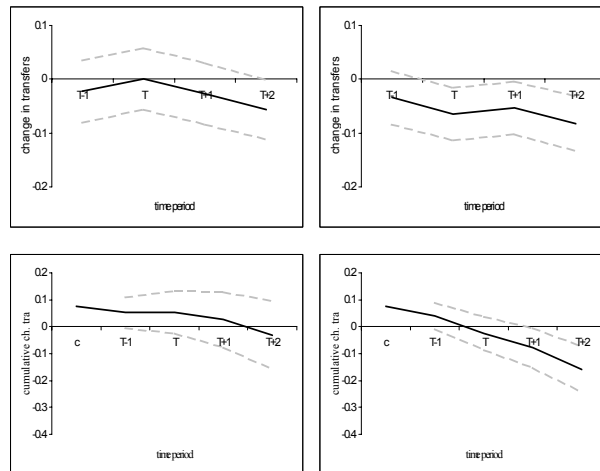 0.1
0
-0.1
-0.2
change in transfers
T-1 T T+1 T+2
time period
0.1
0
-0.1
-0.2
change in transfers
T-1 T T+1 T+2
time period
0.2
0.1
0
-0.1
-0.2
-0.3
-0.4
cumulative ch. tra
c T-1 T T+1 T+2
time period
0.2
0.1
0
-0.1
-0.2
-0.3
-0.4
cumulative ch. tra
c T-1 T T+1 T+2
time period